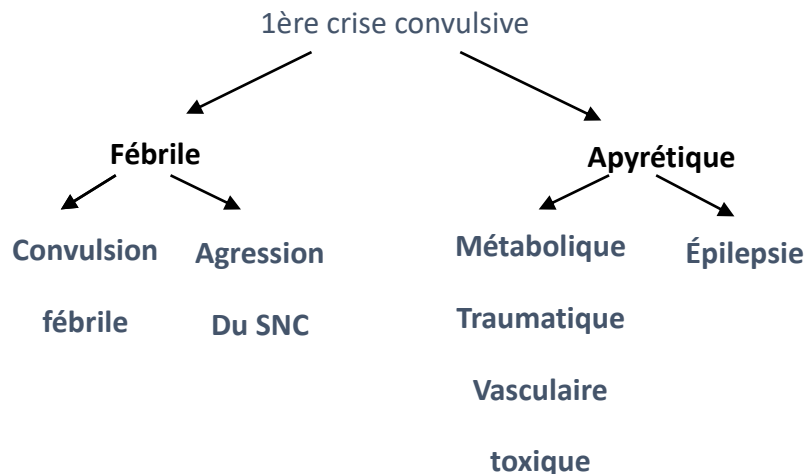 1ère crise convulsive
Fébrile
Apyrétique
Convulsion
fébrile
Agression
Du SNC
Métabolique
Traumatique
Vasculaire
toxique
Épilepsie